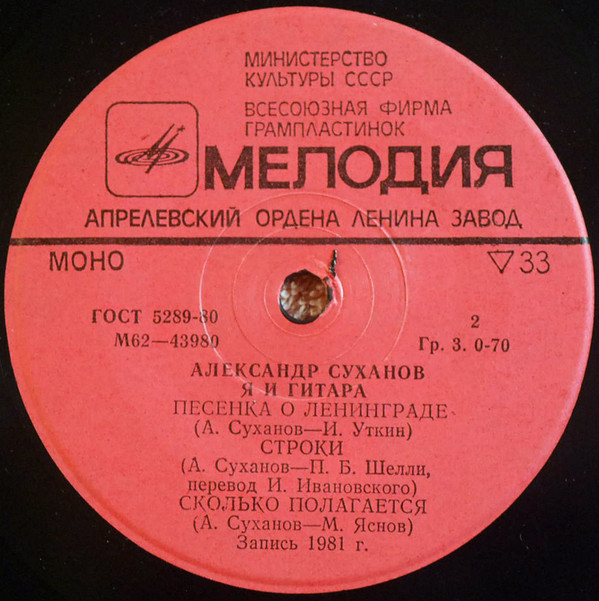 МИНИСТЕРСТВО
КУЛЬТУРЫ СССР
ВСЕСОЮЗНАЯ ФИРМА
ГРАМПЛАСТИНОК
МЕЛОДИЯ
АПРЕЛЕВСКИЙ ОРДЕНА ЛЕНИНА ЗАВОД
МОНО
▽33
ГОСТ 5289-80
2
М62—43980
Гр. 3. 0-70
АЛЕКСАНДР СУХАНОВ
Я И ГИТАРА
ПЕСЕНКА О ЛЕНИНГРАДЕ
(А. Суханов—И. Уткин)
СТРОКИ
(А. Суханов—П. Б. Шелли,
перевод И. Ивановского)
СКОЛЬКО ПОЛАГАЕТСЯ
(А. Суханов—М. Яснов)
Запись 1981 г.